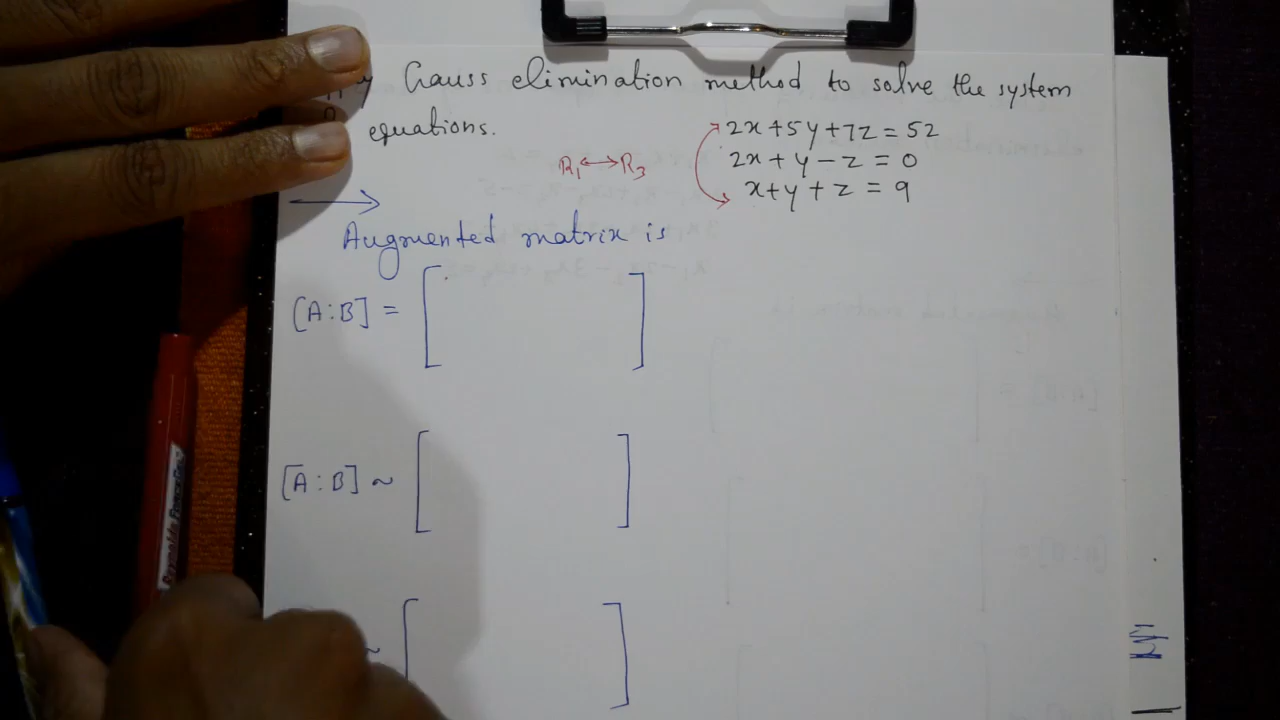 Gauss elimination method to solve the system
equations.
2x+5y+7z = 52
2x + y - z = 0
R₁ ↔ R₃
x+y + z = 9
Augmented matrix is
[A:B] =
[A:B] ~
~
Reynolds